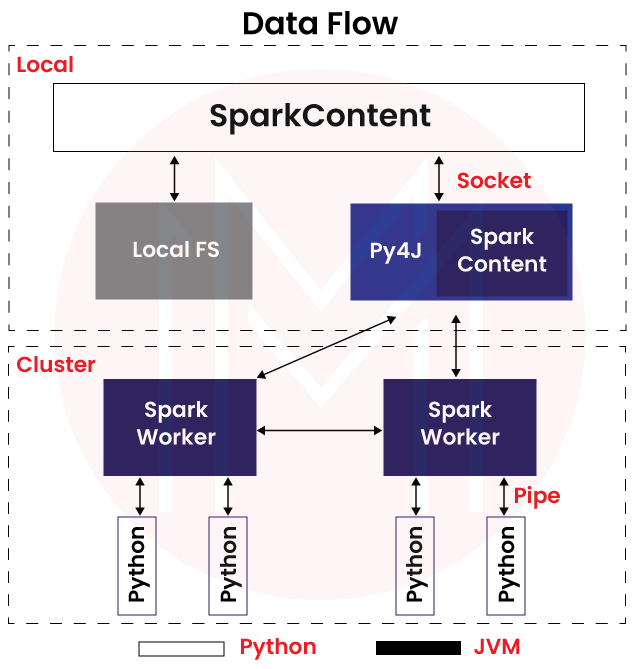 Data Flow
Local
SparkContent
Socket
Local FS
Py4J
Spark
Content
Cluster
Spark
Worker
Spark
Worker
Pipe
Python
Python
Python
Python
Python
JVM